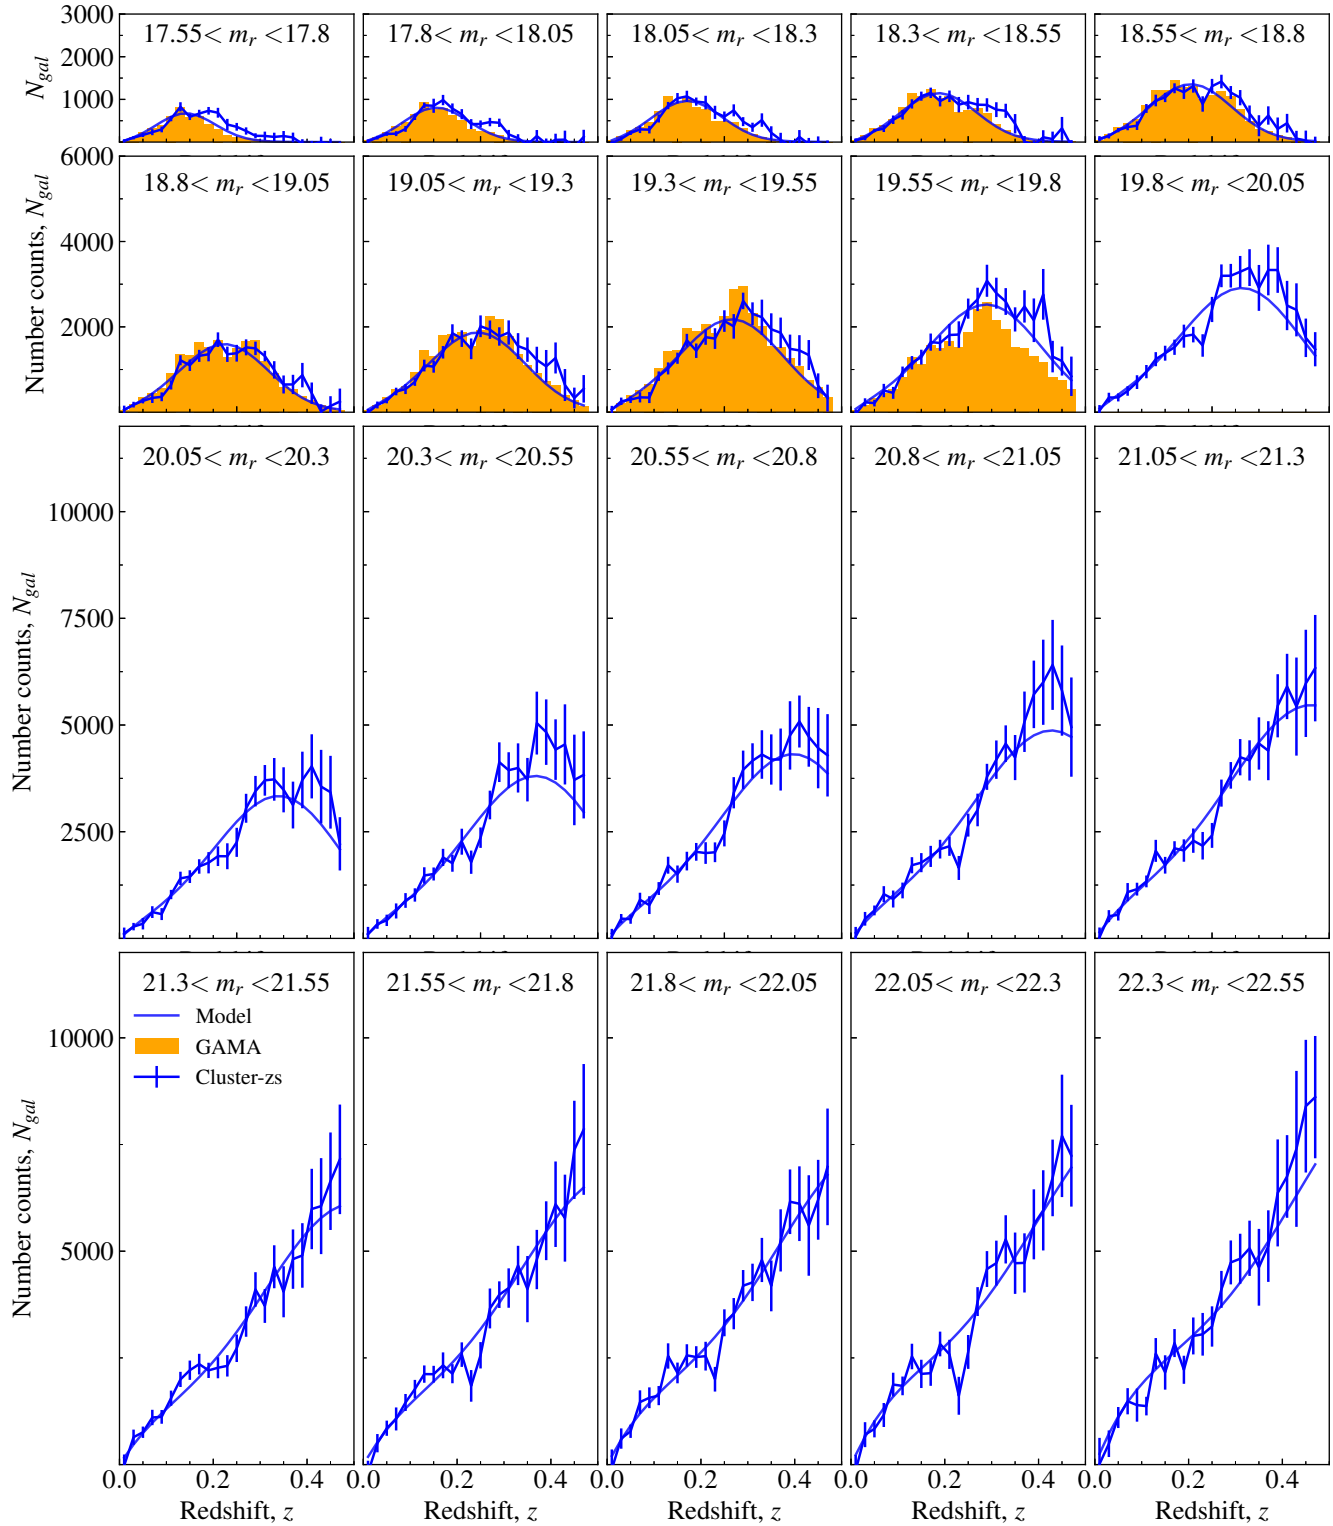 3000
2000
1000
N_gal
17.55< m_r <17.8
17.8< m_r <18.05
18.05< m_r <18.3
18.3< m_r <18.55
18.55< m_r <18.8
6000
4000
2000
Number counts, N_gal
18.8< m_r <19.05
19.05< m_r <19.3
19.3< m_r <19.55
19.55< m_r <19.8
19.8< m_r <20.05
10000
7500
5000
2500
Number counts, N_gal
20.05< m_r <20.3
20.3< m_r <20.55
20.55< m_r <20.8
20.8< m_r <21.05
21.05< m_r <21.3
10000
5000
Number counts, N_gal
21.3< m_r <21.55
Model
GAMA
Cluster-zs
21.55< m_r <21.8
21.8< m_r <22.05
22.05< m_r <22.3
22.3< m_r <22.55
0.0 0.2 0.4 0.0 0.2 0.4 0.0 0.2 0.4 0.0 0.2 0.4 0.0 0.2 0.4
Redshift, z Redshift, z Redshift, z Redshift, z Redshift, z